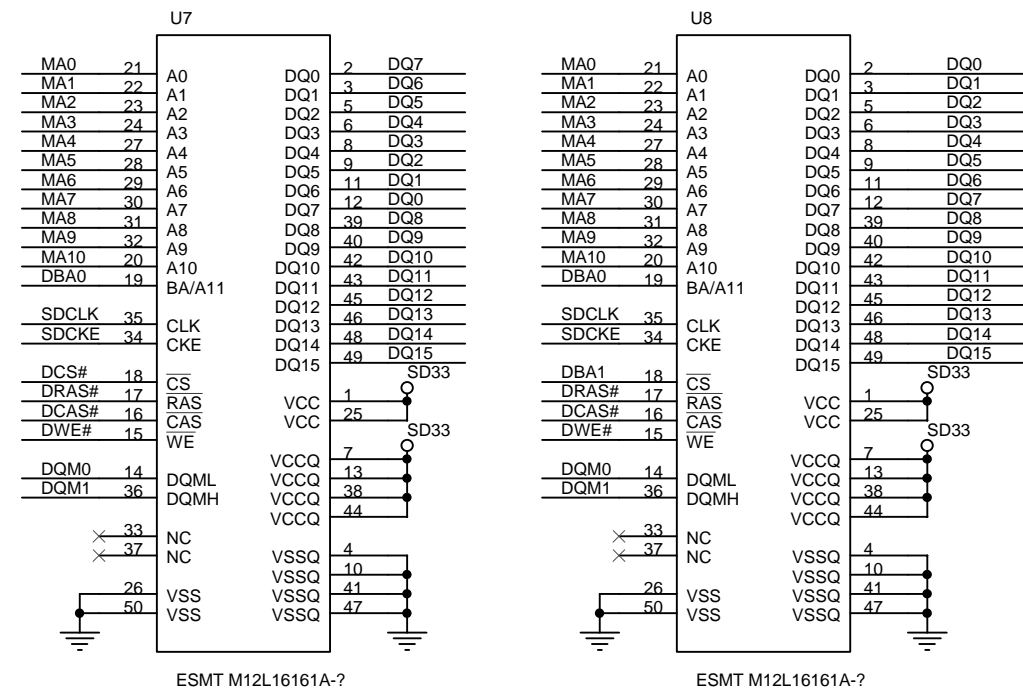 U7
MA0 21 A0 DQ0 2 DQ7
MA1 22 A1 DQ1 3 DQ6
MA2 23 A2 DQ2 5 DQ5
MA3 24 A3 DQ3 6 DQ4
MA4 27 A4 DQ4 8 DQ3
MA5 28 A5 DQ5 9 DQ2
MA6 29 A6 DQ6 11 DQ1
MA7 30 A7 DQ7 12 DQ0
MA8 31 A8 DQ8 39 DQ8
MA9 32 A9 DQ9 40 DQ9
MA10 20 A10 DQ10 42 DQ10
DBA0 19 BA/A11 DQ11 43 DQ11
DQ12 45 DQ12
SDCLK 35 CLK DQ13 46 DQ13
SDCKE 34 CKE DQ14 48 DQ14
DQ15 49 DQ15
DCS# 18 CS SD33
DRAS# 17 RAS VCC 1
DCAS# 16 CAS VCC 25
DWE# 15 WE SD33
VCCQ 7
DQM0 14 DQML VCCQ 13
DQM1 36 DQMH VCCQ 38
VCCQ 44
33 NC
37 NC VSSQ 4
VSSQ 10
26 VSS VSSQ 41
50 VSS VSSQ 47
ESMT M12L16161A-?
U8
MA0 21 A0 DQ0 2 DQ0
MA1 22 A1 DQ1 3 DQ1
MA2 23 A2 DQ2 5 DQ2
MA3 24 A3 DQ3 6 DQ3
MA4 27 A4 DQ4 8 DQ4
MA5 28 A5 DQ5 9 DQ5
MA6 29 A6 DQ6 11 DQ6
MA7 30 A7 DQ7 12 DQ7
MA8 31 A8 DQ8 39 DQ8
MA9 32 A9 DQ9 40 DQ9
MA10 20 A10 DQ10 42 DQ10
DBA0 19 BA/A11 DQ11 43 DQ11
DQ12 45 DQ12
SDCLK 35 CLK DQ13 46 DQ13
SDCKE 34 CKE DQ14 48 DQ14
DQ15 49 DQ15
DBA1 18 CS SD33
DRAS# 17 RAS VCC 1
DCAS# 16 CAS VCC 25
DWE# 15 WE SD33
VCCQ 7
DQM0 14 DQML VCCQ 13
DQM1 36 DQMH VCCQ 38
VCCQ 44
33 NC
37 NC VSSQ 4
VSSQ 10
26 VSS VSSQ 41
50 VSS VSSQ 47
ESMT M12L16161A-?